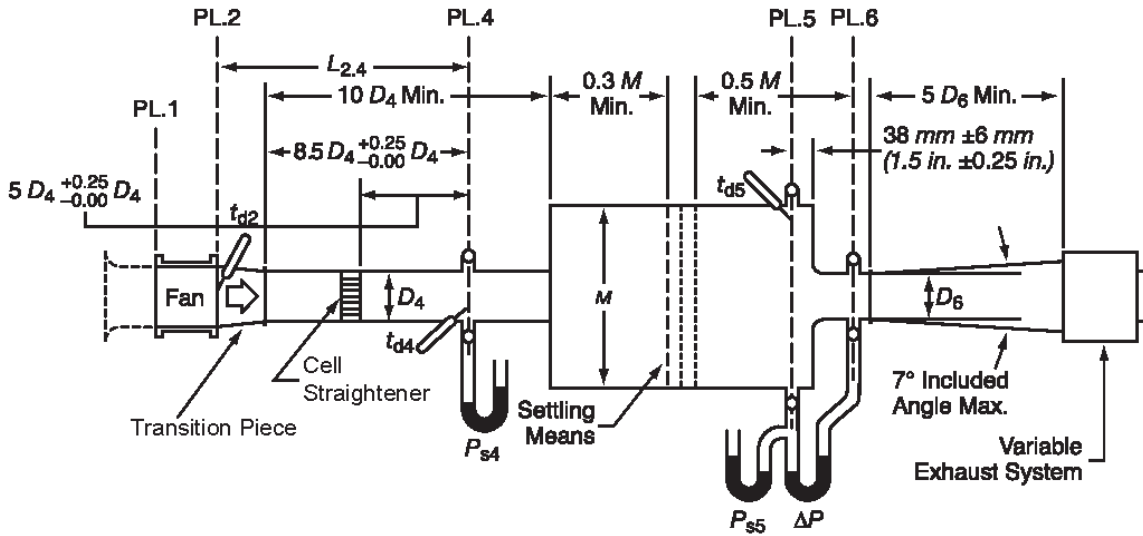 PL.2
PL.4
PL.5
PL.6
L2.4
10 D4 Min.
0.3 M
Min.
0.5 M
Min.
5 D6 Min.
PL.1
8.5 D4 +0.25 -0.00 D4
38 mm ±6 mm
(1.5 in. ±0.25 in.)
5 D4 +0.25 -0.00 D4
td2
td5
Fan
D4
M
D6
td4
Cell
Straightener
Transition Piece
Settling
Means
7° Included
Angle Max.
Ps4
Variable
Exhaust System
Ps5
ΔP